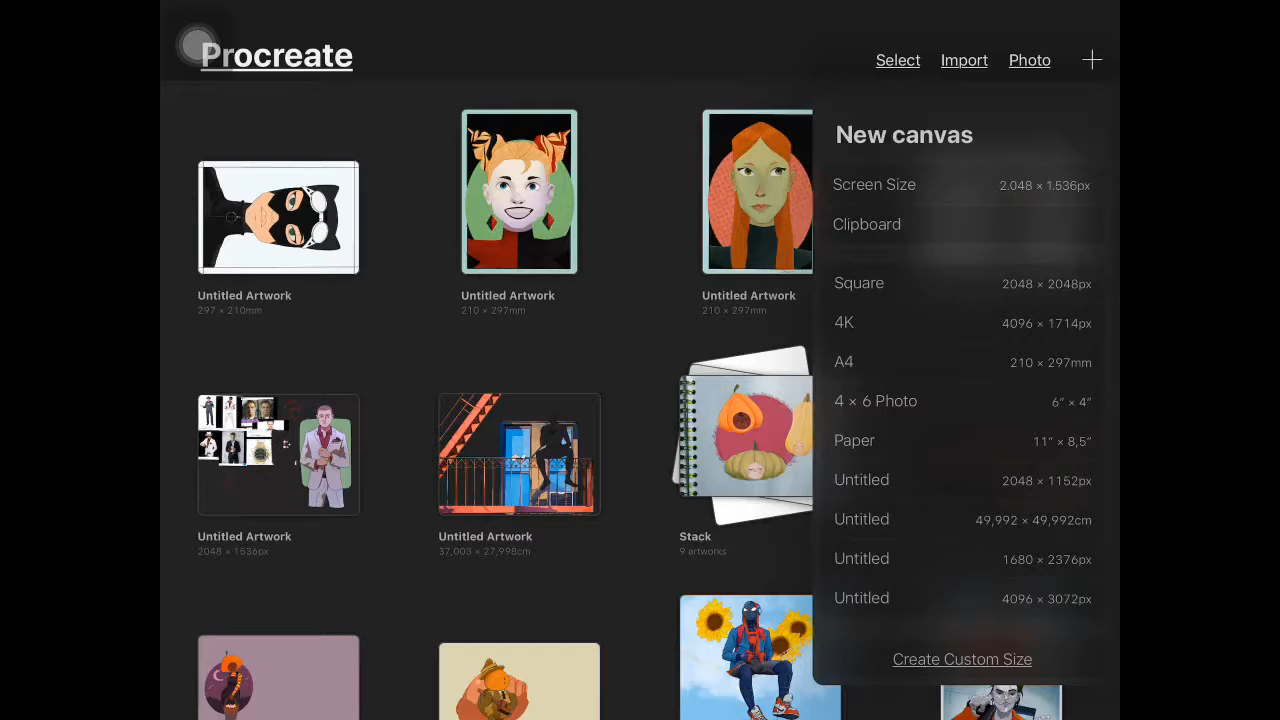 Procreate
Select Import Photo
New canvas
Screen Size 2.048 × 1.536px
Clipboard
Square 2048 × 2048px
4K 4096 × 1714px
A4 210 × 297mm
4 × 6 Photo 6" × 4"
Paper 11" × 8,5"
Untitled 2048 × 1152px
Untitled 49,992 × 49,992cm
Untitled 1680 × 2376px
Untitled 4096 × 3072px
Create Custom Size
Untitled Artwork
297 × 210mm
Untitled Artwork
210 × 297mm
Untitled Artwork
210 × 297mm
Untitled Artwork
2048 × 1536px
Untitled Artwork
37,003 × 27,998cm
Stack
9 artworks